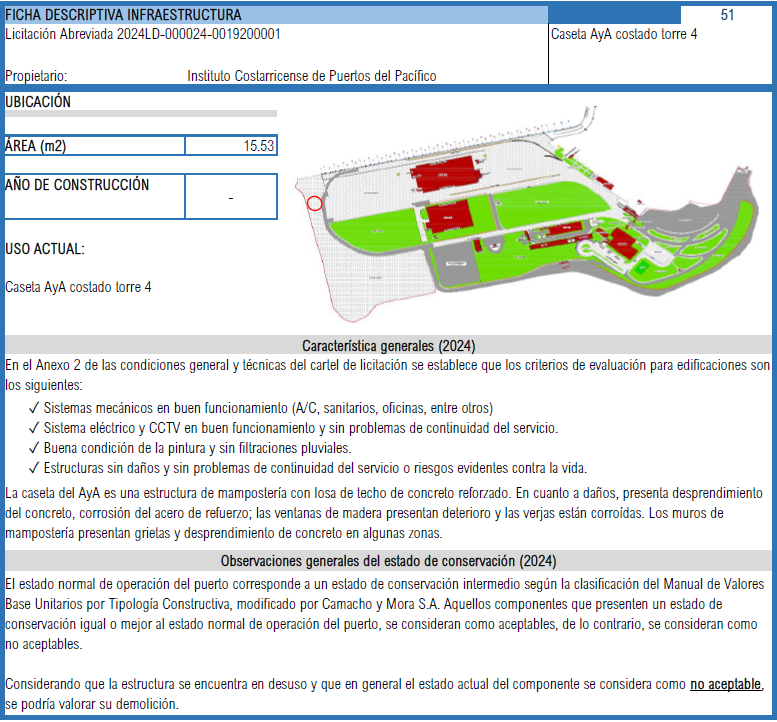 FICHA DESCRIPTIVA INFRAESTRUCTURA
51
Licitación Abreviada 2024LD-000024-0019200001
Caseta AyA costado torre 4
Propietario: Instituto Costarricense de Puertos del Pacífico
UBICACIÓN
ÁREA (m2) 15.53
AÑO DE CONSTRUCCIÓN -
USO ACTUAL:
Caseta AyA costado torre 4
Característica generales (2024)
En el Anexo 2 de las condiciones general y técnicas del cartel de licitación se establece que los criterios de evaluación para edificaciones son
los siguientes:
✓ Sistemas mecánicos en buen funcionamiento (A/C, sanitarios, oficinas, entre otros)
✓ Sistema eléctrico y CCTV en buen funcionamiento y sin problemas de continuidad del servicio.
✓ Buena condición de la pintura y sin filtraciones pluviales.
✓ Estructuras sin daños y sin problemas de continuidad del servicio o riesgos evidentes contra la vida.
La caseta del AyA es una estructura de mampostería con losa de techo de concreto reforzado. En cuanto a daños, presenta desprendimiento
del concreto, corrosión del acero de refuerzo; las ventanas de madera presentan deterioro y las verjas están corroídas. Los muros de
mampostería presentan grietas y desprendimiento de concreto en algunas zonas.
Observaciones generales del estado de conservación (2024)
El estado normal de operación del puerto corresponde a un estado de conservación intermedio según la clasificación del Manual de Valores
Base Unitarios por Tipología Constructiva, modificado por Camacho y Mora S.A. Aquellos componentes que presenten un estado de
conservación igual o mejor al estado normal de operación del puerto, se consideran como aceptables, de lo contrario, se consideran como
no aceptables.
Considerando que la estructura se encuentra en desuso y que en general el estado actual del componente se considera como no aceptable,
se podría valorar su demolición.